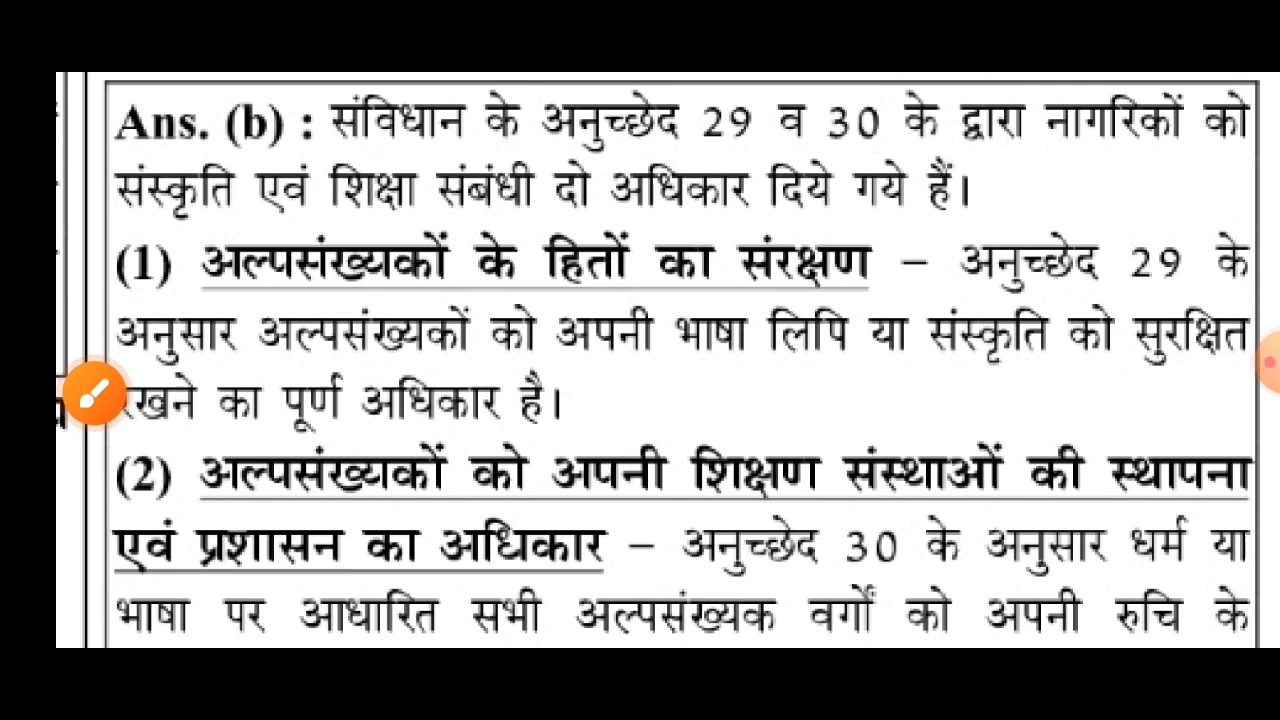 Ans. (b) : संविधान के अनुच्छेद 29 व 30 के द्वारा नागरिकों को
संस्कृति एवं शिक्षा संबंधी दो अधिकार दिये गये हैं।
(1) अल्पसंख्यकों के हितों का संरक्षण – अनुच्छेद 29 के
अनुसार अल्पसंख्यकों को अपनी भाषा लिपि या संस्कृति को सुरक्षित
रखने का पूर्ण अधिकार है।
(2) अल्पसंख्यकों को अपनी शिक्षण संस्थाओं की स्थापना
एवं प्रशासन का अधिकार – अनुच्छेद 30 के अनुसार धर्म या
भाषा पर आधारित सभी अल्पसंख्यक वर्गों को अपनी रुचि के